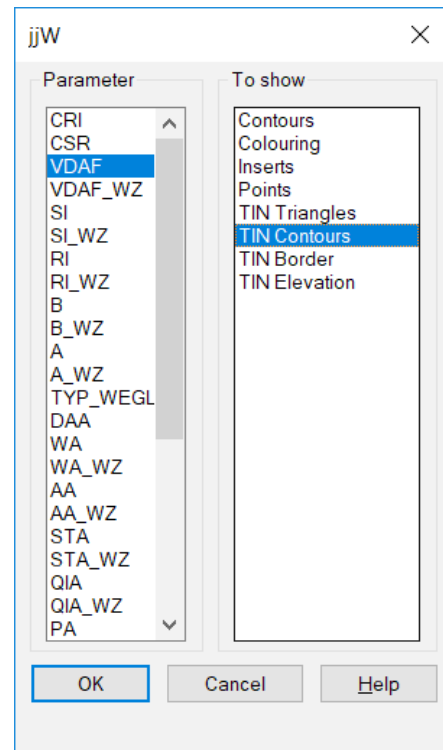 jjW
Parameter
CRI
CSR
VDAF
VDAF_WZ
SI
SI_WZ
RI
RI_WZ
B
B_WZ
A
A_WZ
TYP_WEGL
DAA
WA
WA_WZ
AA
AA_WZ
STA
STA_WZ
QIA
QIA_WZ
PA
To show
Contours
Colouring
Inserts
Points
TIN Triangles
TIN Contours
TIN Border
TIN Elevation
OK
Cancel
Help